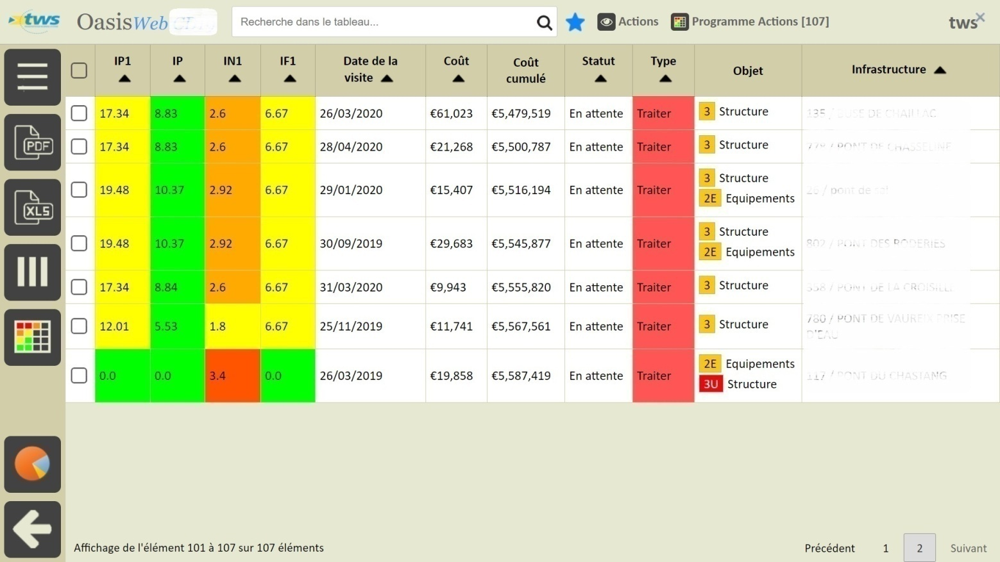 tws OasisWeb Recherche dans le tableau... Actions Programme Actions [107] tws
IP1 IP IN1 IF1 Date de la visite Coût Coût cumulé Statut Type Objet Infrastructure
17.34 8.83 2.6 6.67 26/03/2020 €61,023 €5,479,519 En attente Traiter 3 Structure 135 / BUSE DE CHAILLAC
17.34 8.83 2.6 6.67 28/04/2020 €21,268 €5,500,787 En attente Traiter 3 Structure 778 / PONT DE CHASSELINE
19.48 10.37 2.92 6.67 29/01/2020 €15,407 €5,516,194 En attente Traiter 3 Structure 26 / pont de
2E Equipements
19.48 10.37 2.92 6.67 30/09/2019 €29,683 €5,545,877 En attente Traiter 3 Structure 802 / PONT DES RODERIES
2E Equipements
17.34 8.84 2.6 6.67 31/03/2020 €9,943 €5,555,820 En attente Traiter 3 Structure 358 / PONT DE LA CROISILLE
12.01 5.53 1.8 6.67 25/11/2019 €11,741 €5,567,561 En attente Traiter 3 Structure 780 / PONT DE VAUREIX PRISE
D'EAU
0.0 0.0 3.4 0.0 26/03/2019 €19,858 €5,587,419 En attente Traiter 2E Equipements 117 / PONT DU CHASTANG
3U Structure
PDF
XLS
Affichage de l'élément 101 à 107 sur 107 éléments Précédent 1 2 Suivant